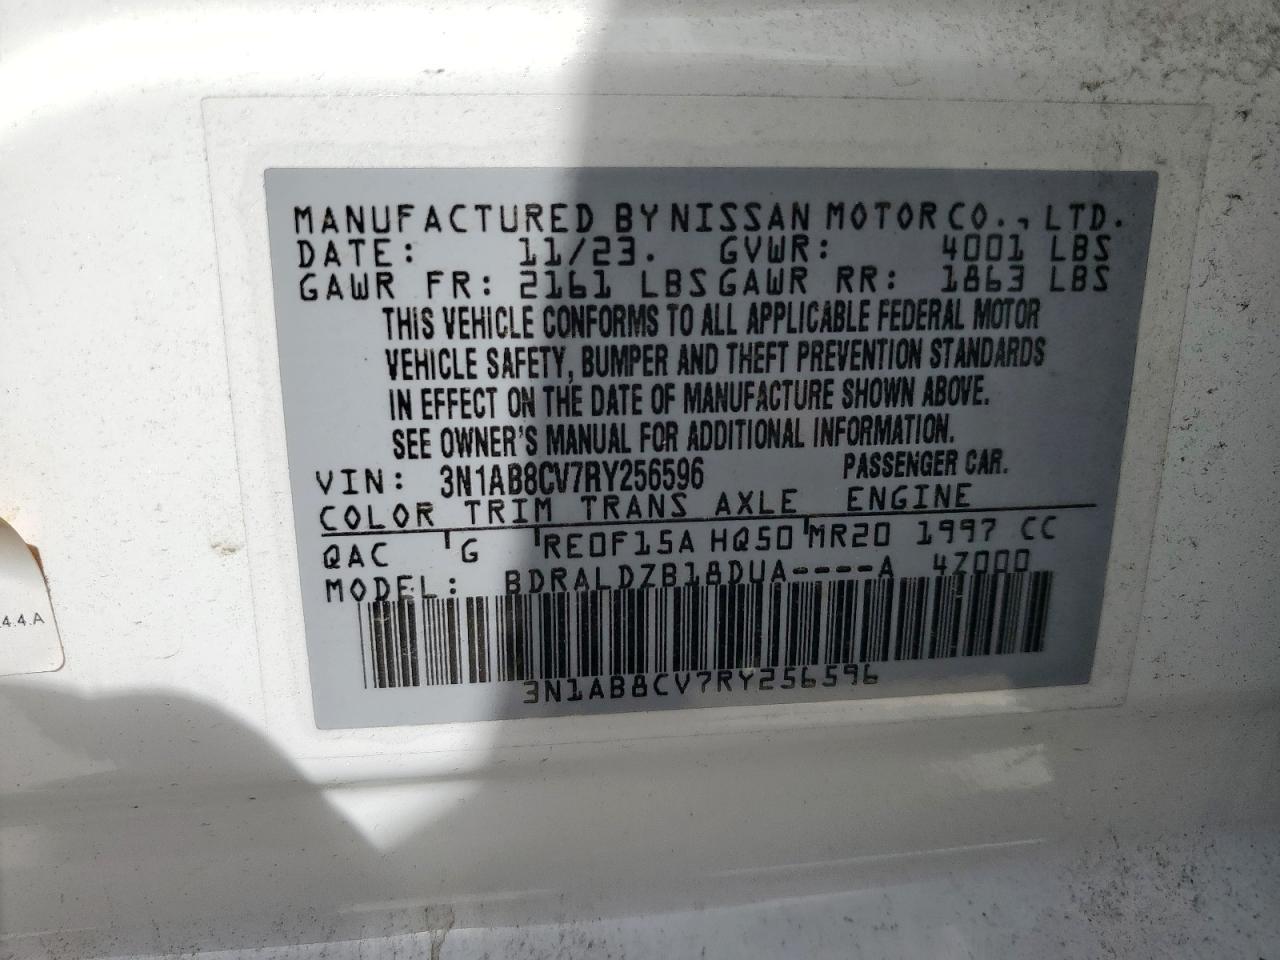 MANUFACTURED BY NISSAN MOTOR CO., LTD.
DATE: 11/23. GVWR: 4001 LBS
GAWR FR: 2161 LBS GAWR RR: 1863 LBS
THIS VEHICLE CONFORMS TO ALL APPLICABLE FEDERAL MOTOR
VEHICLE SAFETY, BUMPER AND THEFT PREVENTION STANDARDS
IN EFFECT ON THE DATE OF MANUFACTURE SHOWN ABOVE.
SEE OWNER'S MANUAL FOR ADDITIONAL INFORMATION.
VIN: 3N1AB8CV7RY256596 PASSENGER CAR.
COLOR TRIM TRANS AXLE ENGINE
QAC G RE0F15A HQ50 MR20 1997 CC
MODEL: BDRALDZB18DUA----A 4Z000
3N1AB8CV7RY256596
4.4.A